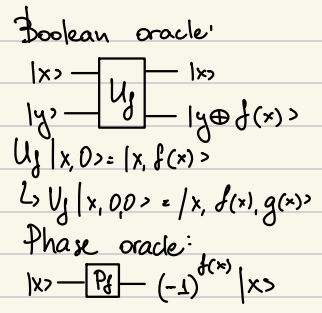 Boolean oracle:
|x> — U_f — |x>
|y> — |y⊕f(x)>
U_f |x,0> = |x, f(x)>
↳ U_f |x,0,0> = |x, f(x), g(x)>
Phase oracle:
|x> — P_f — (-1)^f(x) |x>